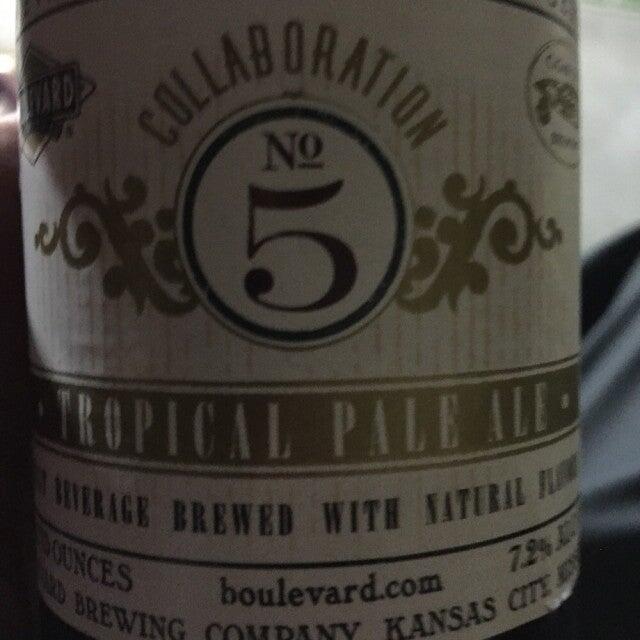 COLLABORATION
No
5
TROPICAL PALE ALE
BEVERAGE BREWED WITH NATURAL
OUNCES boulevard.com 7.2%
BREWING COMPANY, KANSAS CITY